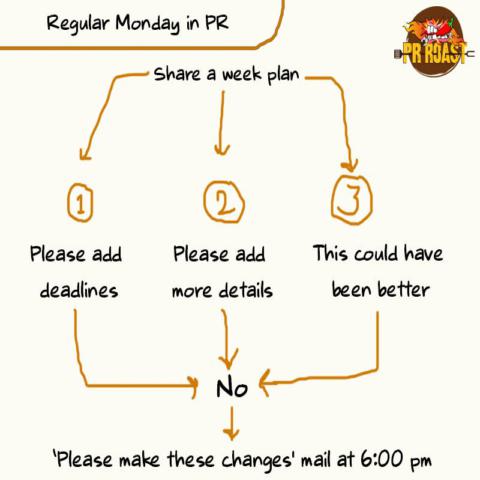 Regular Monday in PR
PR ROAST
Share a week plan
1
2
3
Please add
deadlines
Please add
more details
This could have
been better
No
'Please make these changes' mail at 6:00 pm